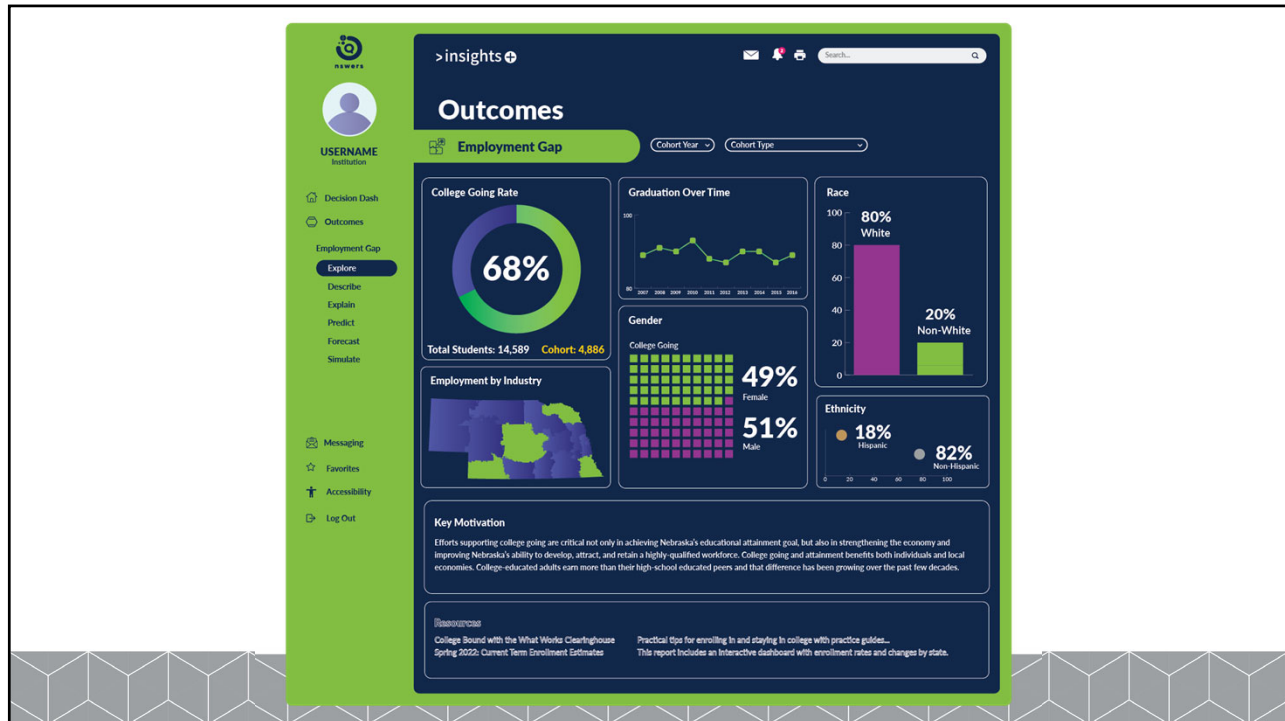 nswers
USERNAME
Institution
Decision Dash
Outcomes
Employment Gap
Explore
Describe
Explain
Predict
Forecast
Simulate
Messaging
Favorites
Accessibility
Log Out
>insights+
2
Search...
Outcomes
Employment Gap
Cohort Year
Cohort Type
College Going Rate
68%
Total Students: 14,589 Cohort: 4,886
Graduation Over Time
100
80
2007 2008 2009 2010 2011 2012 2013 2014 2015 2016
Race
100
80
60
40
20
0
80%
White
20%
Non-White
Employment by Industry
Gender
College Going
49%
Female
51%
Male
Ethnicity
18%
Hispanic
82%
Non-Hispanic
0 20 40 60 80 100
Key Motivation
Efforts supporting college going are critical not only in achieving Nebraska's educational attainment goal, but also in strengthening the economy and
improving Nebraska's ability to develop, attract, and retain a highly-qualified workforce. College going and attainment benefits both individuals and local
economies. College-educated adults earn more than their high-school educated peers and that difference has been growing over the past few decades.
Resources
College Bound with the What Works Clearinghouse Practical tips for enrolling in and staying in college with practice guides...
Spring 2022: Current Term Enrollment Estimates This report includes an interactive dashboard with enrollment rates and changes by state.